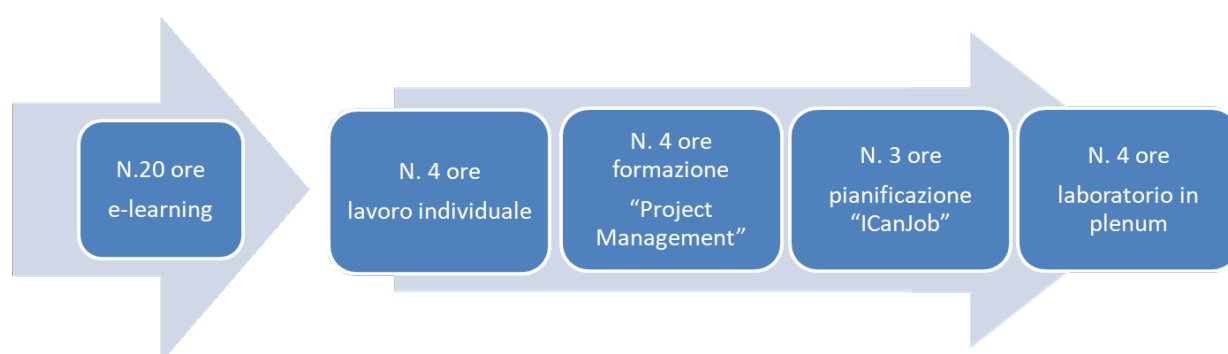 N.20 ore
e-learning
N. 4 ore
lavoro individuale
N. 4 ore
formazione
“Project
Management”
N. 3 ore
pianificazione
“ICanJob”
N. 4 ore
laboratorio in
plenum